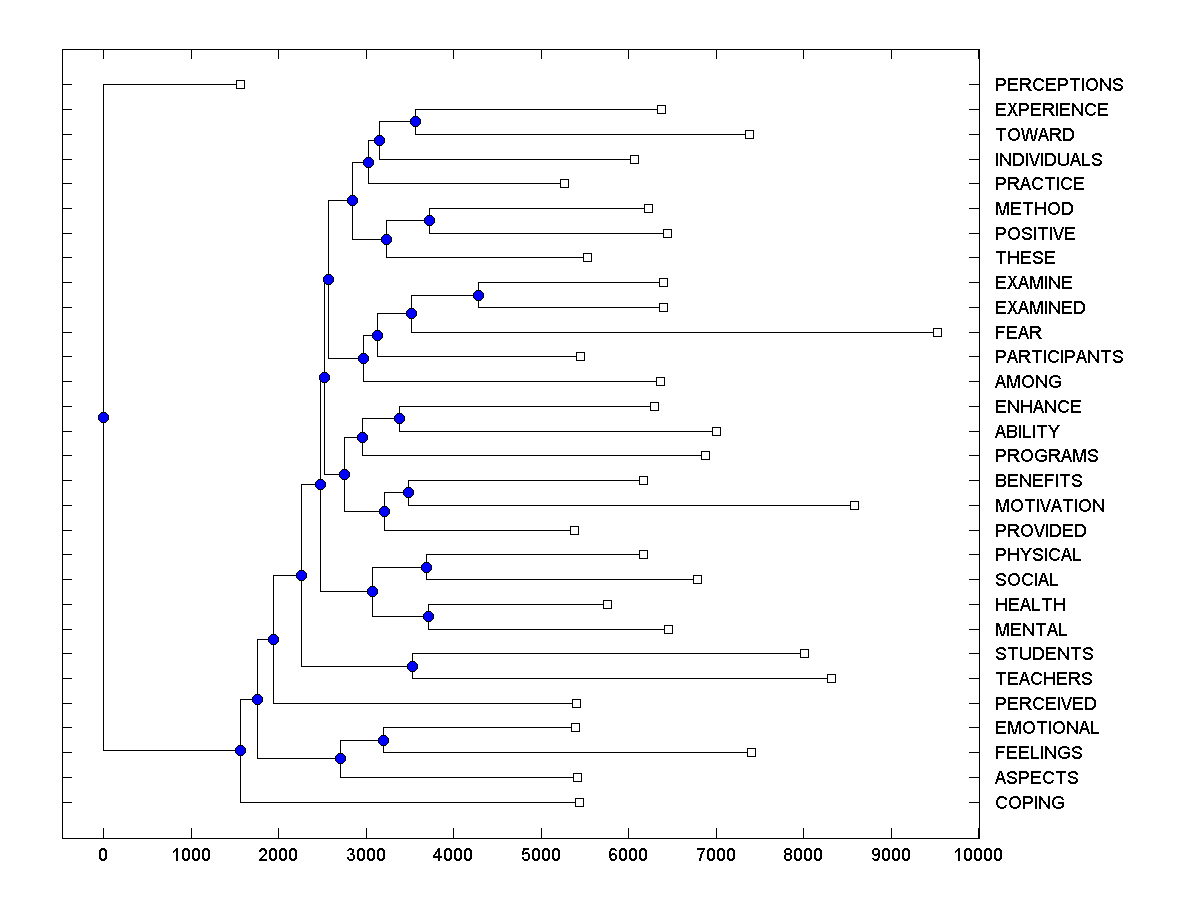 PERCEPTIONS
EXPERIENCE
TOWARD
INDIVIDUALS
PRACTICE
METHOD
POSITIVE
THESE
EXAMINE
EXAMINED
FEAR
PARTICIPANTS
AMONG
ENHANCE
ABILITY
PROGRAMS
BENEFITS
MOTIVATION
PROVIDED
PHYSICAL
SOCIAL
HEALTH
MENTAL
STUDENTS
TEACHERS
PERCEIVED
EMOTIONAL
FEELINGS
ASPECTS
COPING
0 1000 2000 3000 4000 5000 6000 7000 8000 9000 10000